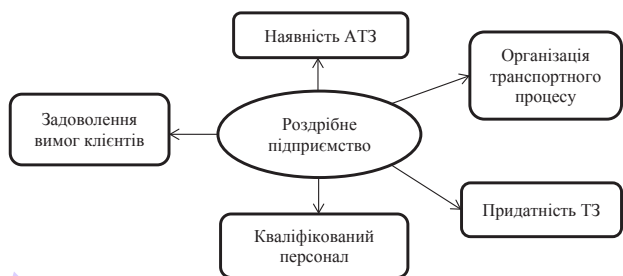 Наявність АТЗ
Організація
транспортного
процесу
Задоволення
вимог клієнтів
Роздрібне
підприємство
Придатність ТЗ
Кваліфікований
персонал